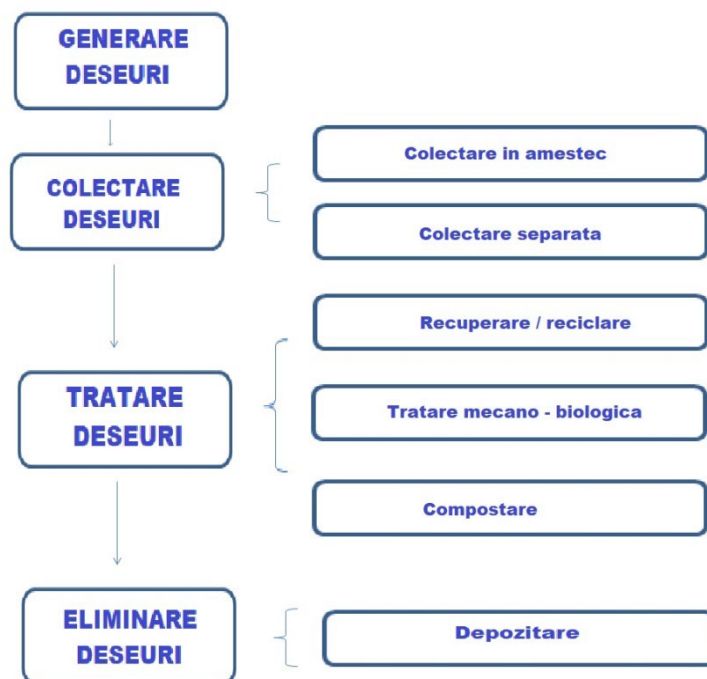 GENERARE
DESEURI
COLECTARE
DESEURI
Colectare in amestec
Colectare separata
TRATARE
DESEURI
Recuperare / reciclare
Tratare mecano - biologica
Compostare
ELIMINARE
DESEURI
Depozitare